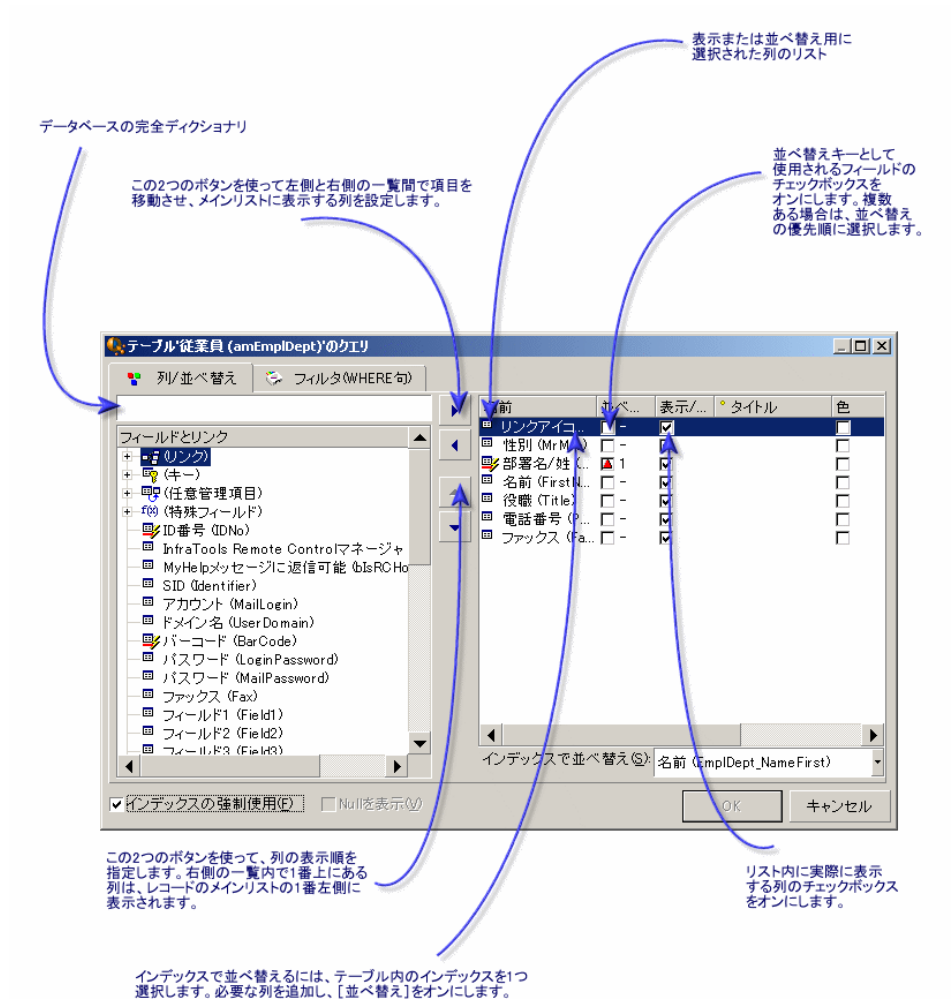 表示または並べ替え用に
選択された列のリスト
データベースの完全ディクショナリ
並べ替えキーとして
使用されるフィールドの
チェックボックスを
オンにします。複数
ある場合は、並べ替え
の優先順に選択します。
この2つのボタンを使って左側と右側の一覧間で項目を
移動させ、メインリストに表示する列を設定します。
テーブル'従業員 (amEmplDept)'のクエリ
列/並べ替え
フィルタ(WHERE句)
フィールドとリンク
(リンク)
(キー)
(任意管理項目)
(特殊フィールド)
ID番号 (IDNo)
InfraTools Remote Controlマネージャ
MyHelpメッセージに返信可能 (bIsRCHo
SID (Identifier)
アカウント (MailLogin)
ドメイン名 (UserDomain)
バーコード (BarCode)
パスワード (LoginPassword)
パスワード (MailPassword)
ファックス (Fax)
フィールド1 (Field1)
フィールド2 (Field2)
フィールド3 (Field3)
名前 並べ... 表示/... タイトル 色
リンクアイコ... -
性別 (MrM -
部署名/姓 (... 1
名前 (FirstN... -
役職 (Title) -
電話番号 (P... -
ファックス (Fa... -
インデックスで並べ替え(S): 名前 (EmplDept_NameFirst)
インデックスの強制使用(F) Nullを表示(V)
OK キャンセル
この2つのボタンを使って、列の表示順を
指定します。右側の一覧内で1番上にある
列は、レコードのメインリストの1番左側に
表示されます。
リスト内に実際に表示
する列のチェックボックス
をオンにします。
インデックスで並べ替えるには、テーブル内のインデックスを1つ
選択します。必要な列を追加し、[並べ替え]をオンにします。